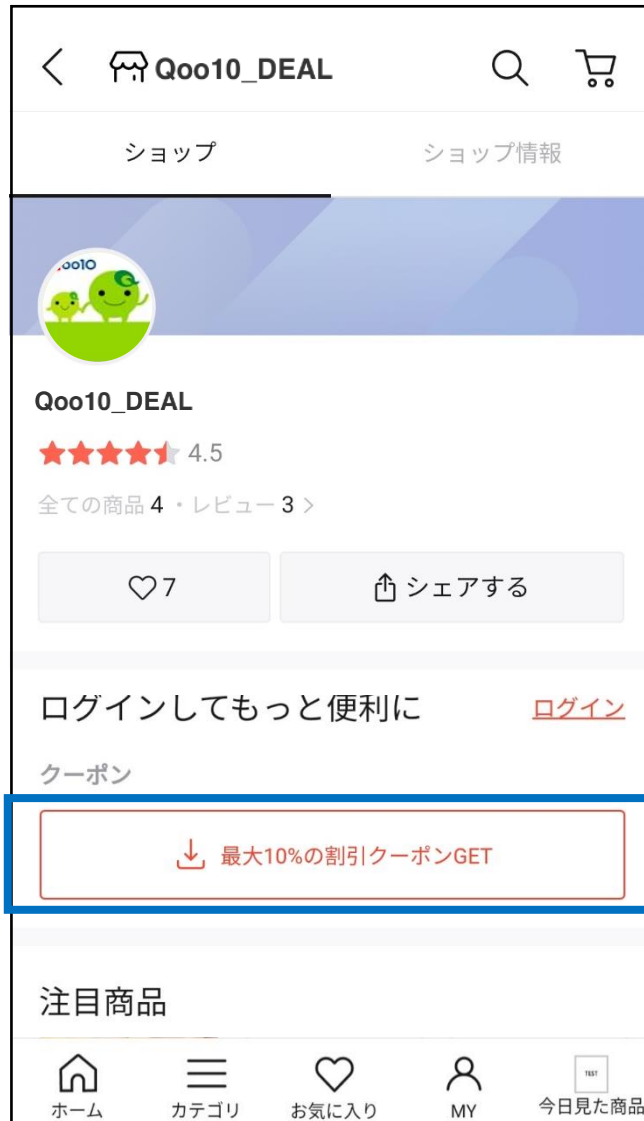 Qoo10_DEAL
ショップ ショップ情報
Qoo10
Qoo10_DEAL
4.5
全ての商品 4 ・レビュー 3
7 シェアする
ログインしてもっと便利に ログイン
クーポン
最大10%の割引クーポンGET
注目商品
TEST
ホーム カテゴリ お気に入り MY 今日見た商品